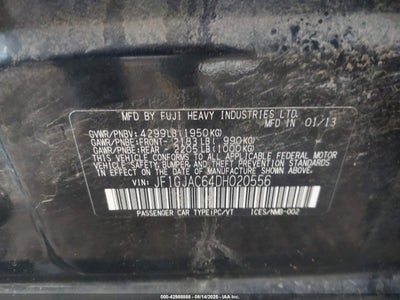 MFD BY FUJI HEAVY INDUSTRIES LTD.
MFD IN 01/13
GVWR/PNBV: 4299LB(1950KG)
GAWR/PNBE:FRONT- 2183LB( 990KG)
GAWR/PNBE:REAR - 2205LB(1000KG)
THIS VEHICLE CONFORMS TO ALL APPLICABLE
FEDERAL MOTOR VEHICLE SAFETY, BUMPER,
AND THEFT PREVENTION STANDARDS IN
EFFECT ON THE DATE OF MANUFACTURE
SHOWN ABOVE.
VIN : JF1GJAC64DH020556
PASSENGER CAR TYPE:PC/VT ICES/NMB-002
000-42988888 - 06/14/2025 - IAAI